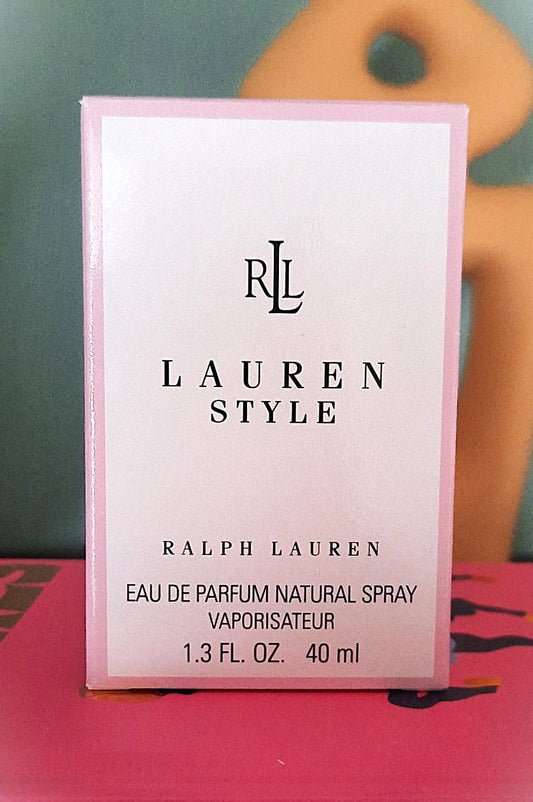 RLL
LAUREN
STYLE
RALPH LAUREN
EAU DE PARFUM NATURAL SPRAY
VAPORISATEUR
1.3 FL. OZ. 40 ml